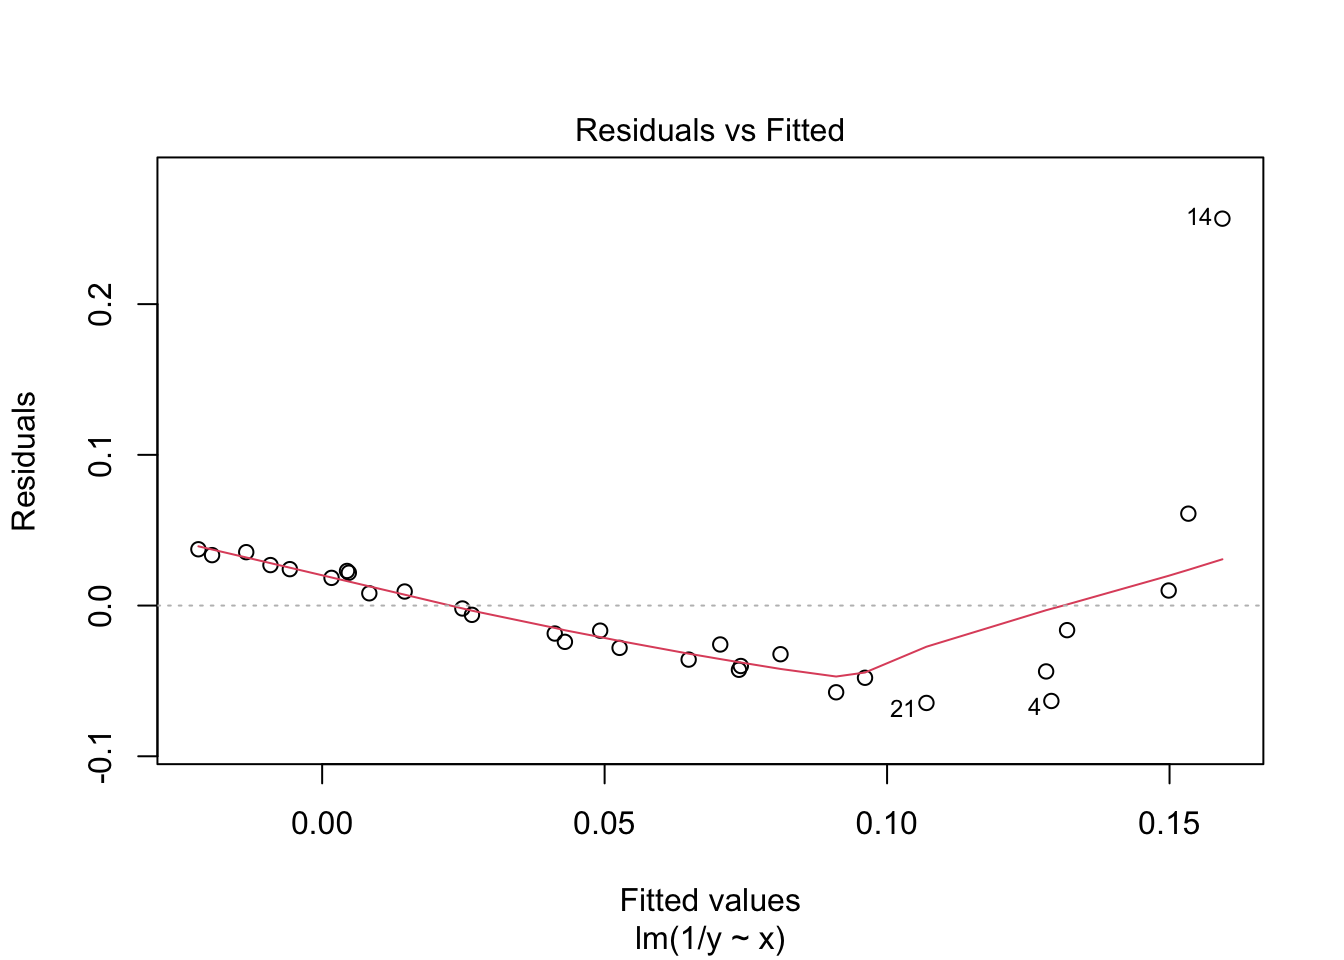 Residuals vs Fitted
Residuals
0.2
0.1
0.0
-0.1
14
21
4
0.00 0.05 0.10 0.15
Fitted values
lm(1/y ~ x)